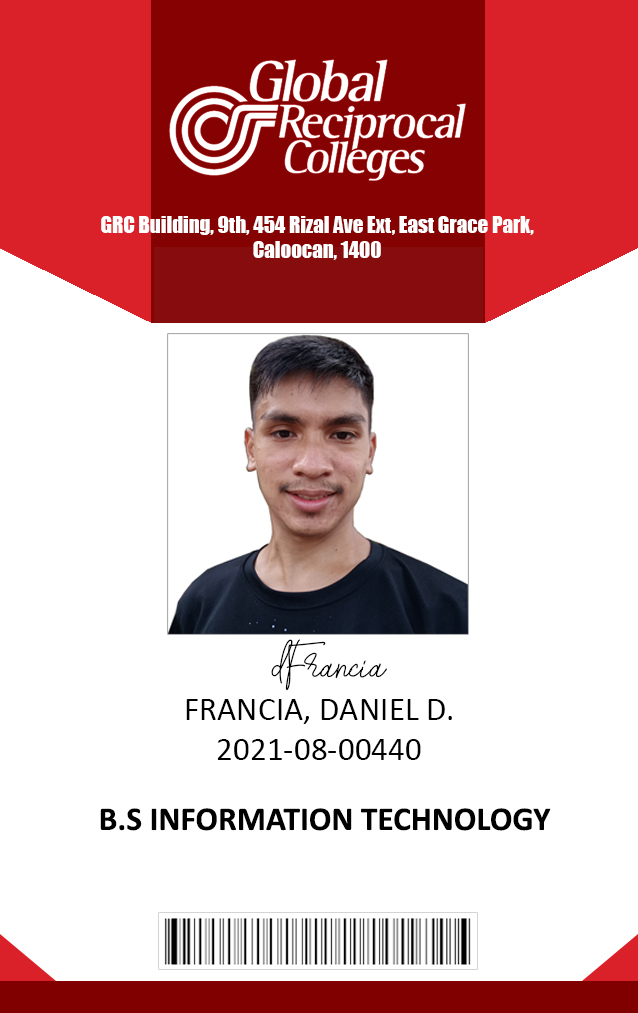 Global
Reciprocal
Colleges
GRC Building, 9th, 454 Rizal Ave Ext, East Grace Park,
Caloocan, 1400
dFrancia
FRANCIA, DANIEL D.
2021-08-00440
B.S INFORMATION TECHNOLOGY